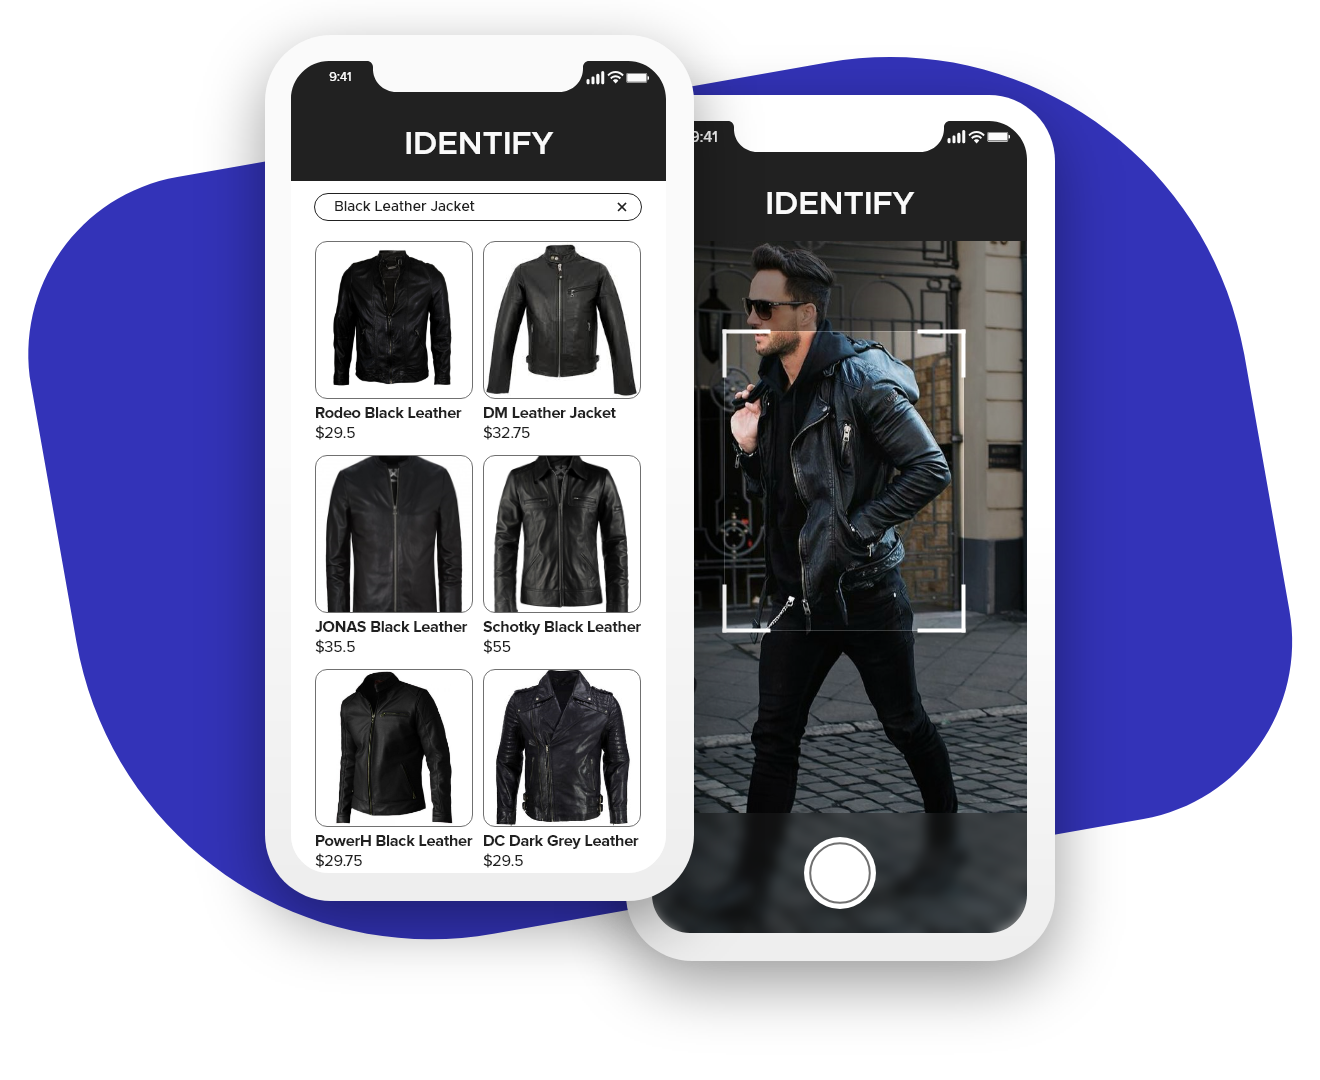 9:41
IDENTIFY
Black Leather Jacket
Rodeo Black Leather
$29.5
DM Leather Jacket
$32.75
JONAS Black Leather
$35.5
Schotky Black Leather
$55
PowerH Black Leather
$29.75
DC Dark Grey Leather
$29.5
9:41
IDENTIFY